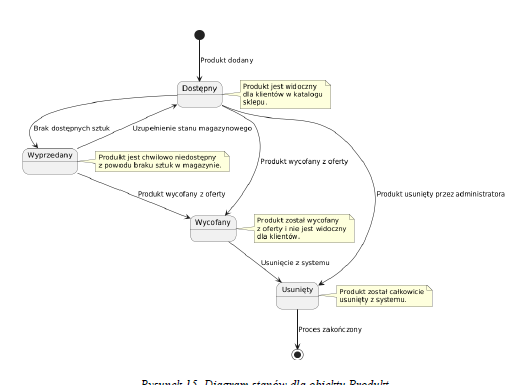 Produkt dodany
Dostępny
Produkt jest widoczny
dla klientów w katalogu
sklepu.
Brak dostępnych sztuk
Uzupełnienie stanu magazynowego
Wyprzedany
Produkt jest chwilowo niedostępny
z powodu braku sztuk w magazynie.
Produkt wycofany z oferty
Produkt wycofany z oferty
Produkt usunięty przez administratora
Wycofany
Produkt został wycofany
z oferty i nie jest widoczny
dla klientów.
Usunięcie z systemu
Usunięty
Produkt został całkowicie
usunięty z systemu.
Proces zakończony
Rysunek 15. Diagram stanów dla obiektu Produkt